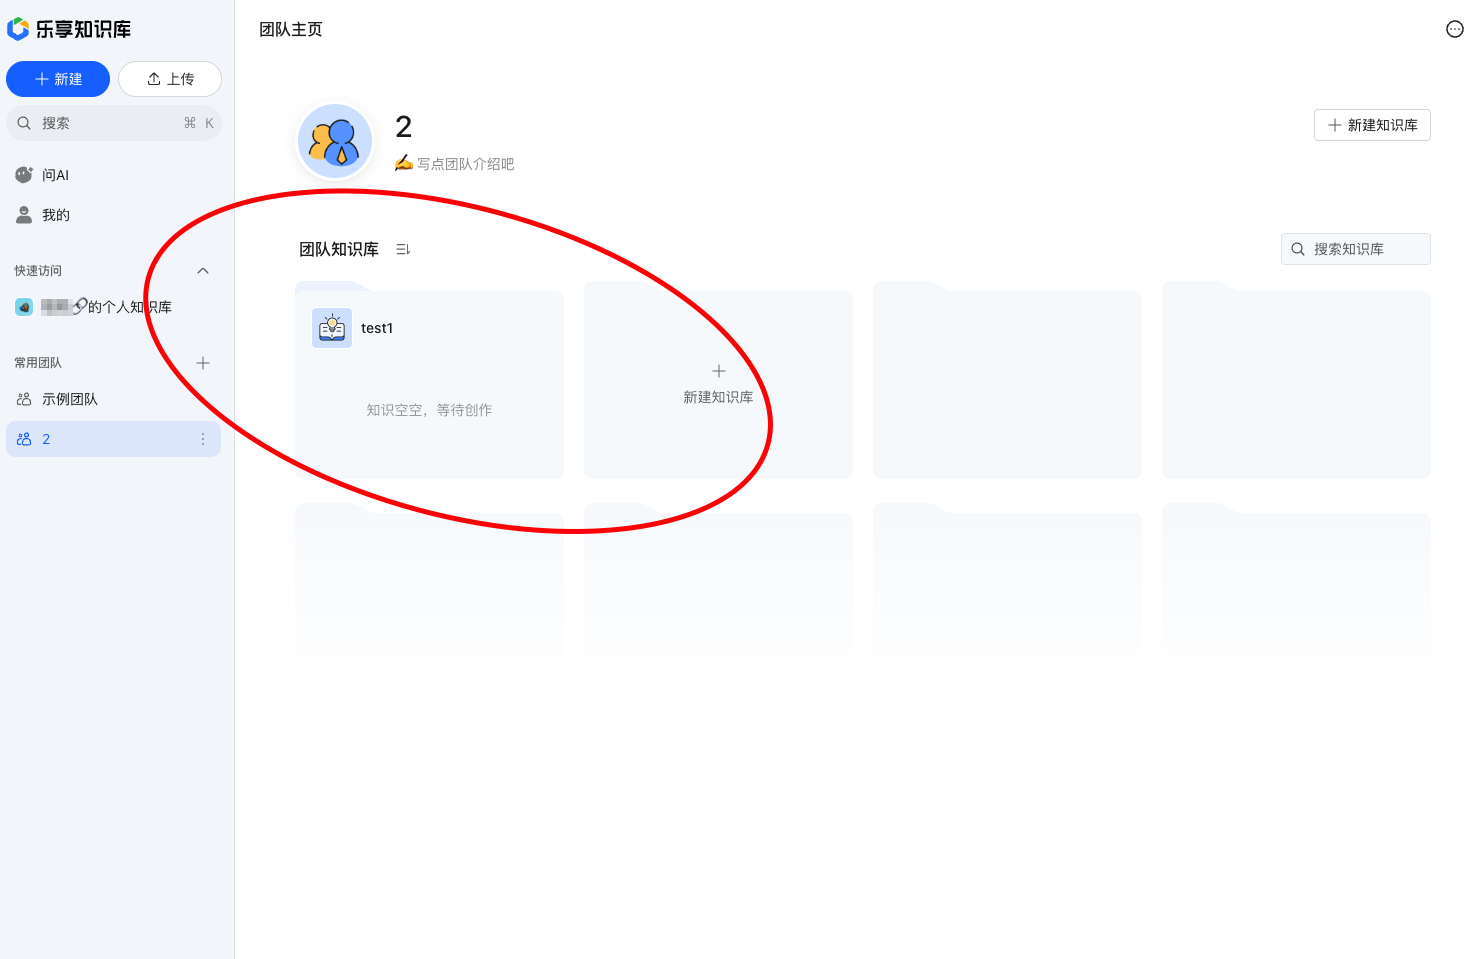 乐享知识库
新建
上传
搜索
⌘ K
问AI
我的
快速访问
的个人知识库
常用团队
示例团队
2
团队主页
2
写点团队介绍吧
新建知识库
团队知识库
搜索知识库
test1
知识空空，等待创作
新建知识库